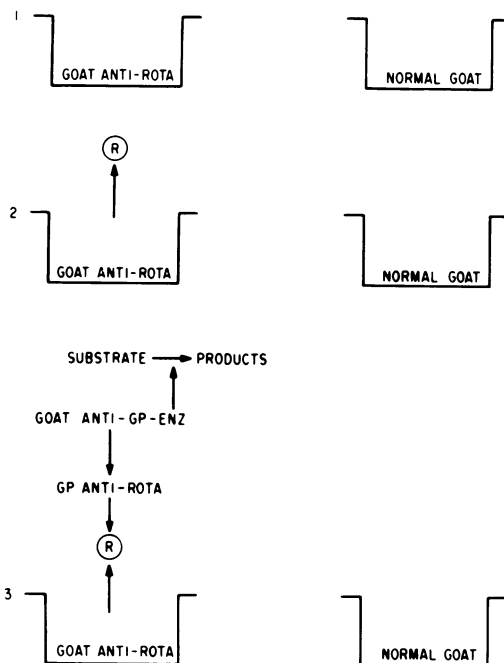 1
GOAT ANTI-ROTA
NORMAL GOAT
R
2
GOAT ANTI-ROTA
NORMAL GOAT
SUBSTRATE
PRODUCTS
GOAT ANTI-GP-ENZ
GP ANTI-ROTA
R
3
GOAT ANTI-ROTA
NORMAL GOAT